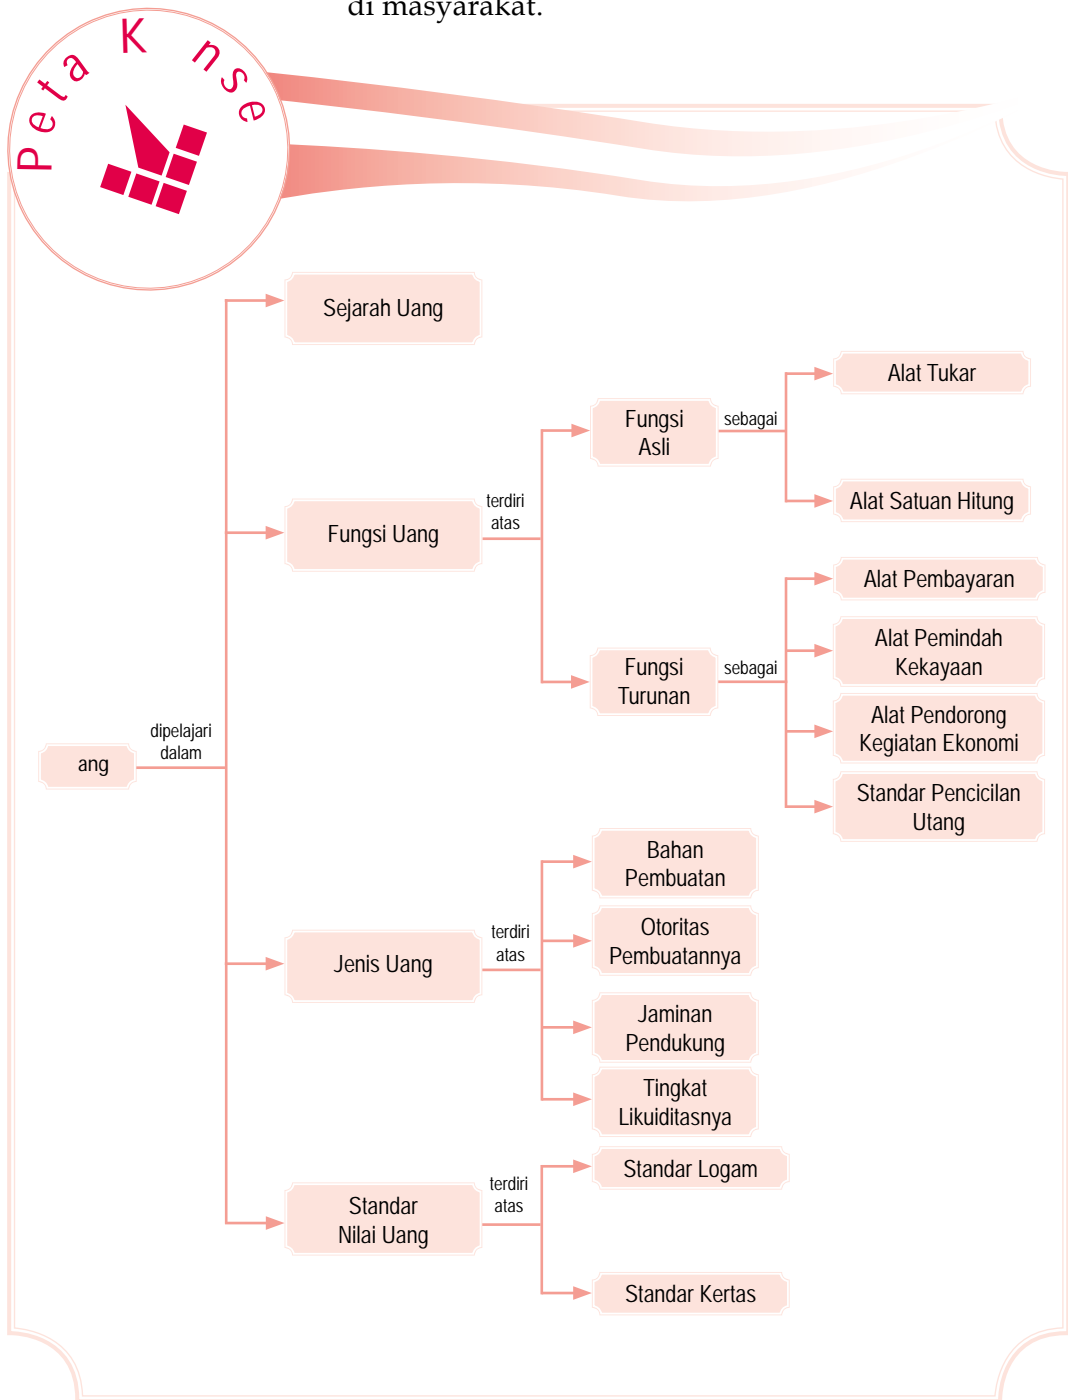 di masyarakat.
Peta K nse
Sejarah Uang
Alat Tukar
Fungsi
Asli
sebagai
Alat Satuan Hitung
terdiri
atas
Fungsi Uang
Alat Pembayaran
Alat Pemindah
Kekayaan
Fungsi
Turunan
sebagai
Alat Pendorong
Kegiatan Ekonomi
Standar Pencicilan
Utang
dipelajari
dalam
ang
Bahan
Pembuatan
Otoritas
Pembuatannya
terdiri
atas
Jenis Uang
Jaminan
Pendukung
Tingkat
Likuiditasnya
Standar Logam
terdiri
atas
Standar
Nilai Uang
Standar Kertas